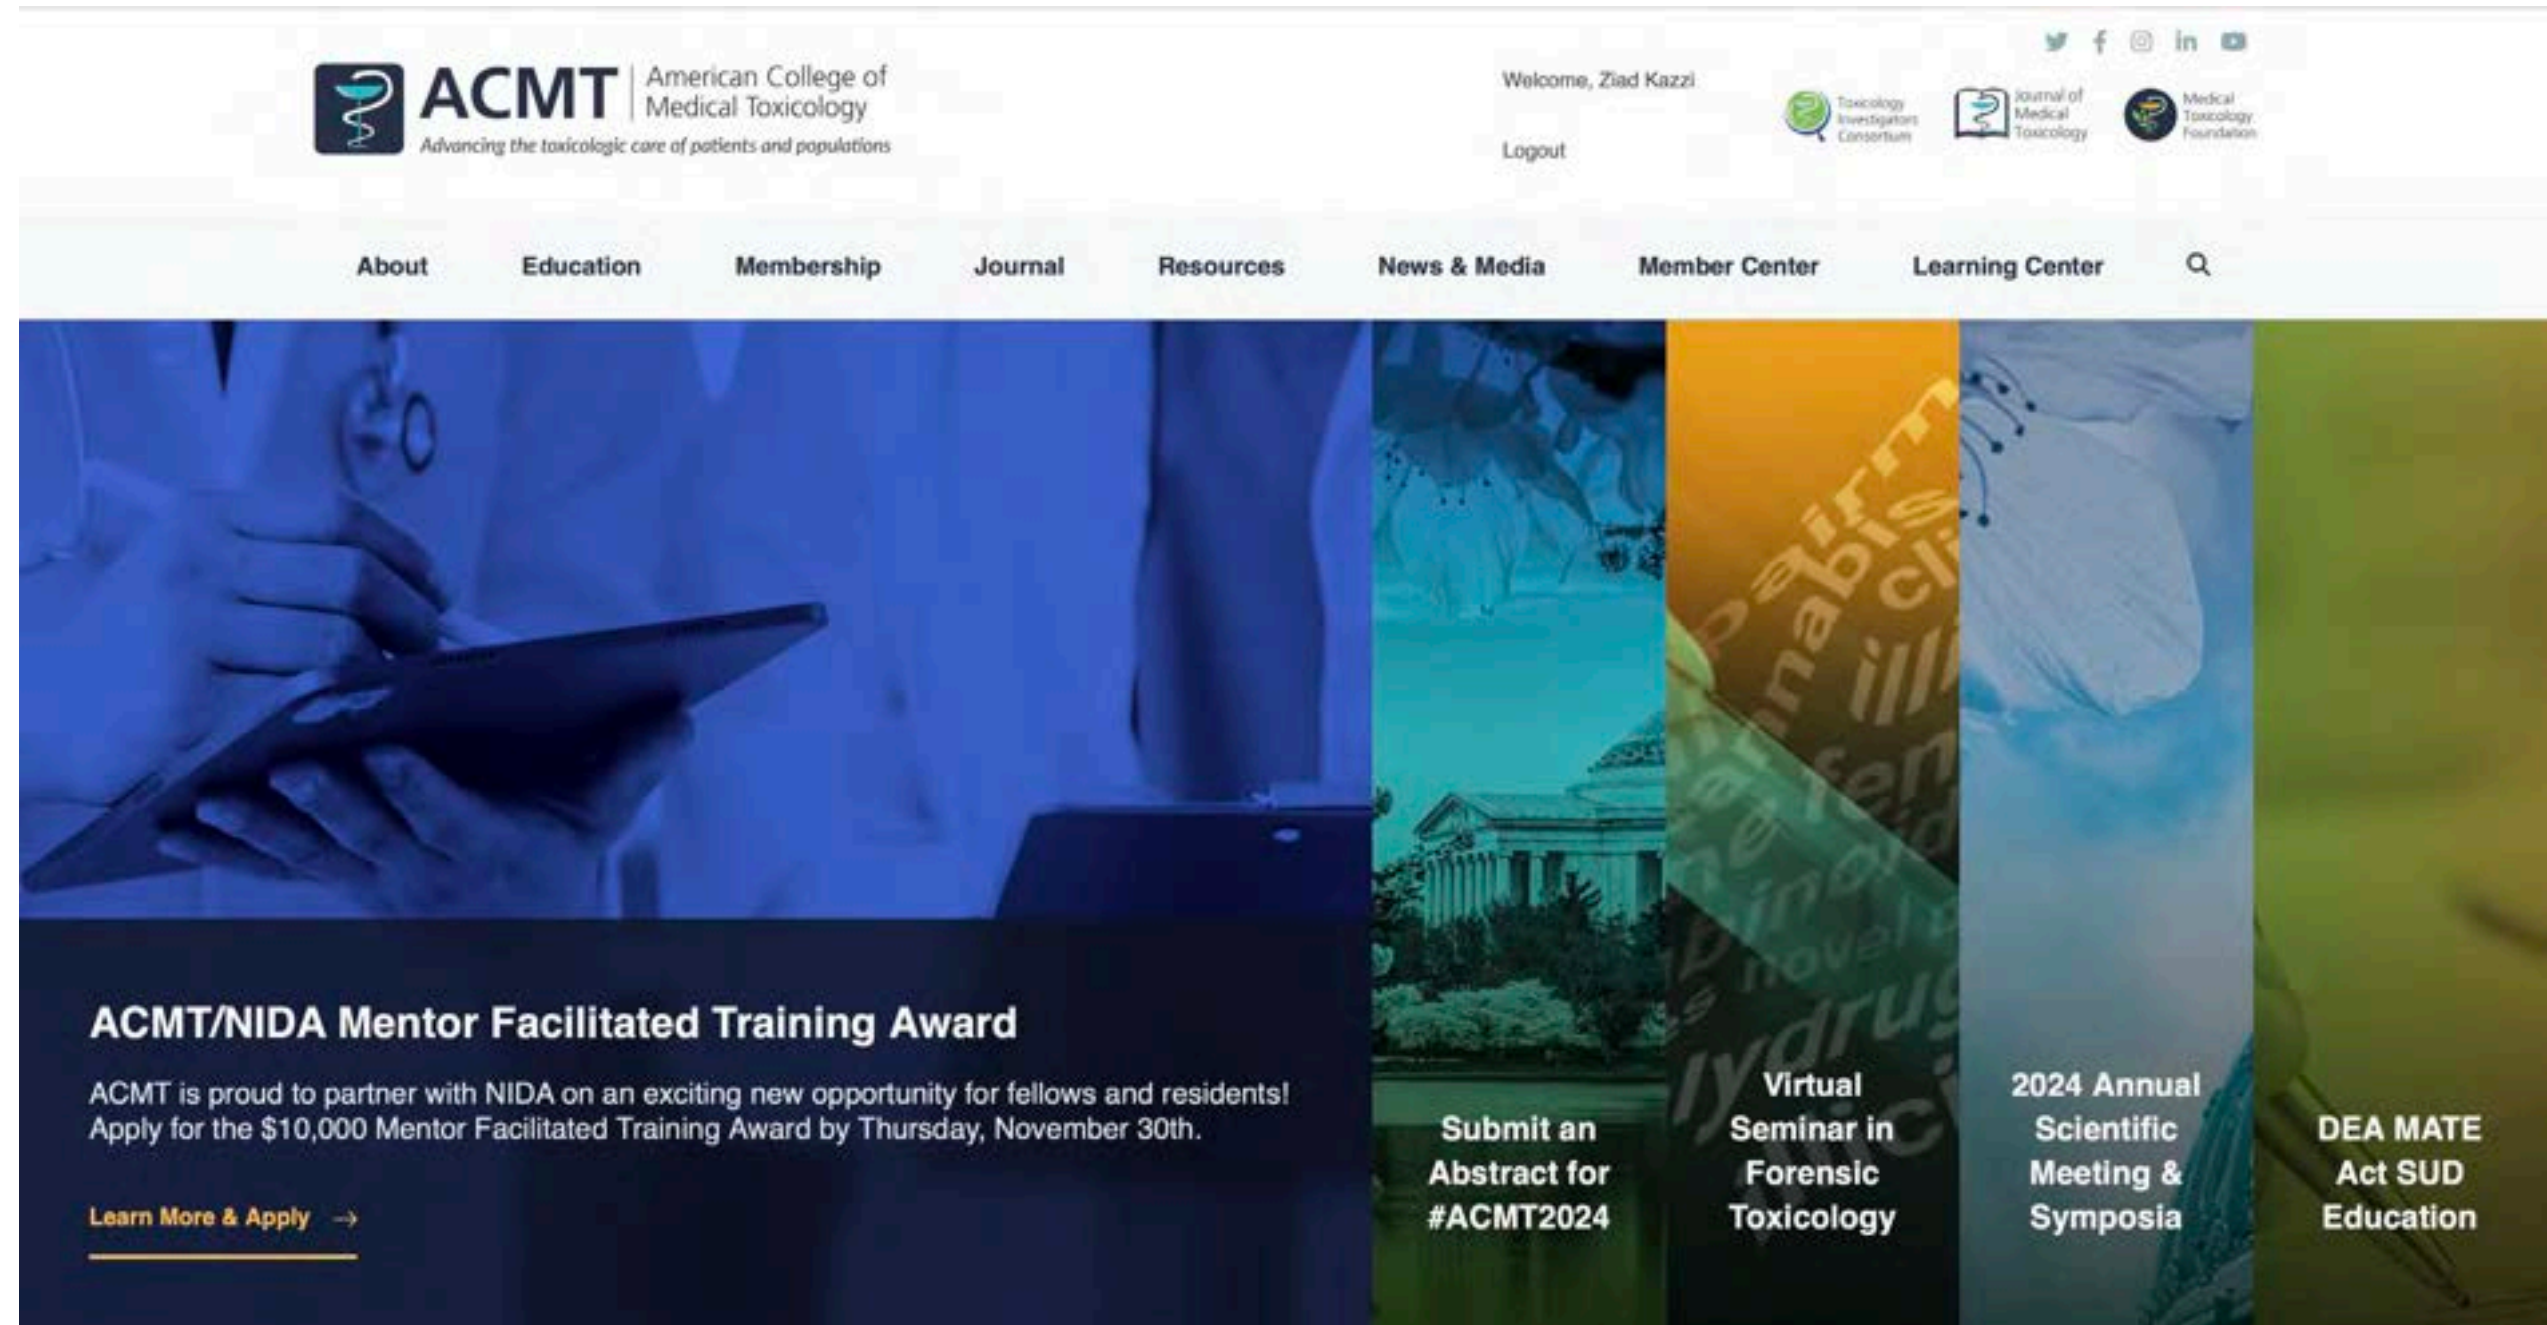 ACMT
American College of
Medical Toxicology
Advancing the toxicologic care of patients and populations
Welcome, Ziad Kazzi
Logout
Toxicology
Investigators
Consortium
Journal of
Medical
Toxicology
Medical
Toxicology
Foundation
About
Education
Membership
Journal
Resources
News & Media
Member Center
Learning Center
ACMT/NIDA Mentor Facilitated Training Award
ACMT is proud to partner with NIDA on an exciting new opportunity for fellows and residents!
Apply for the $10,000 Mentor Facilitated Training Award by Thursday, November 30th.
Learn More & Apply →
Submit an
Abstract for
#ACMT2024
Virtual
Seminar in
Forensic
Toxicology
2024 Annual
Scientific
Meeting &
Symposia
DEA MATE
Act SUD
Education